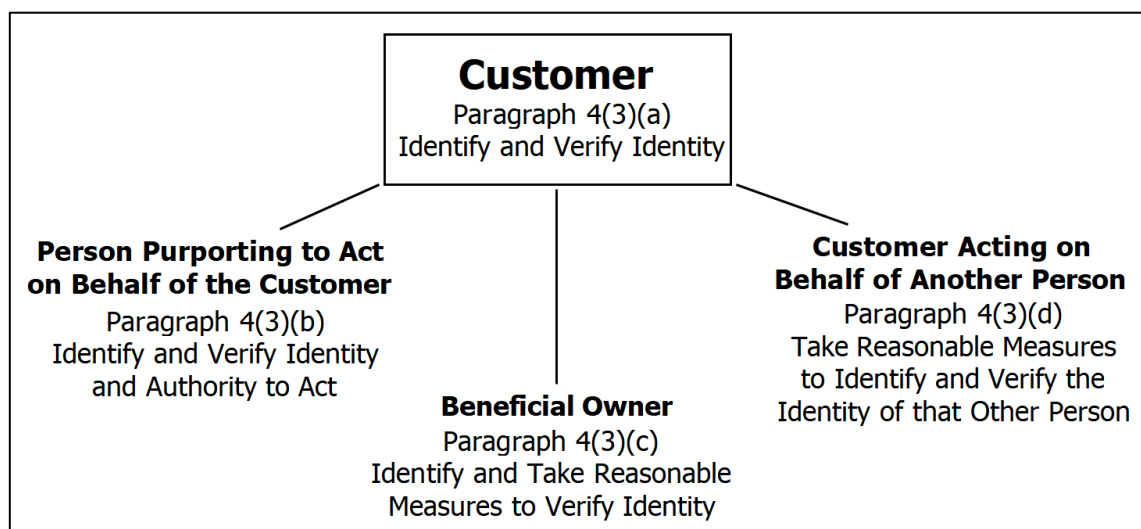 Customer
Paragraph 4(3)(a)
Identify and Verify Identity
Person Purporting to Act
on Behalf of the Customer
Paragraph 4(3)(b)
Identify and Verify Identity
and Authority to Act
Beneficial Owner
Paragraph 4(3)(c)
Identify and Take Reasonable
Measures to Verify Identity
Customer Acting on
Behalf of Another Person
Paragraph 4(3)(d)
Take Reasonable Measures
to Identify and Verify the
Identity of that Other Person